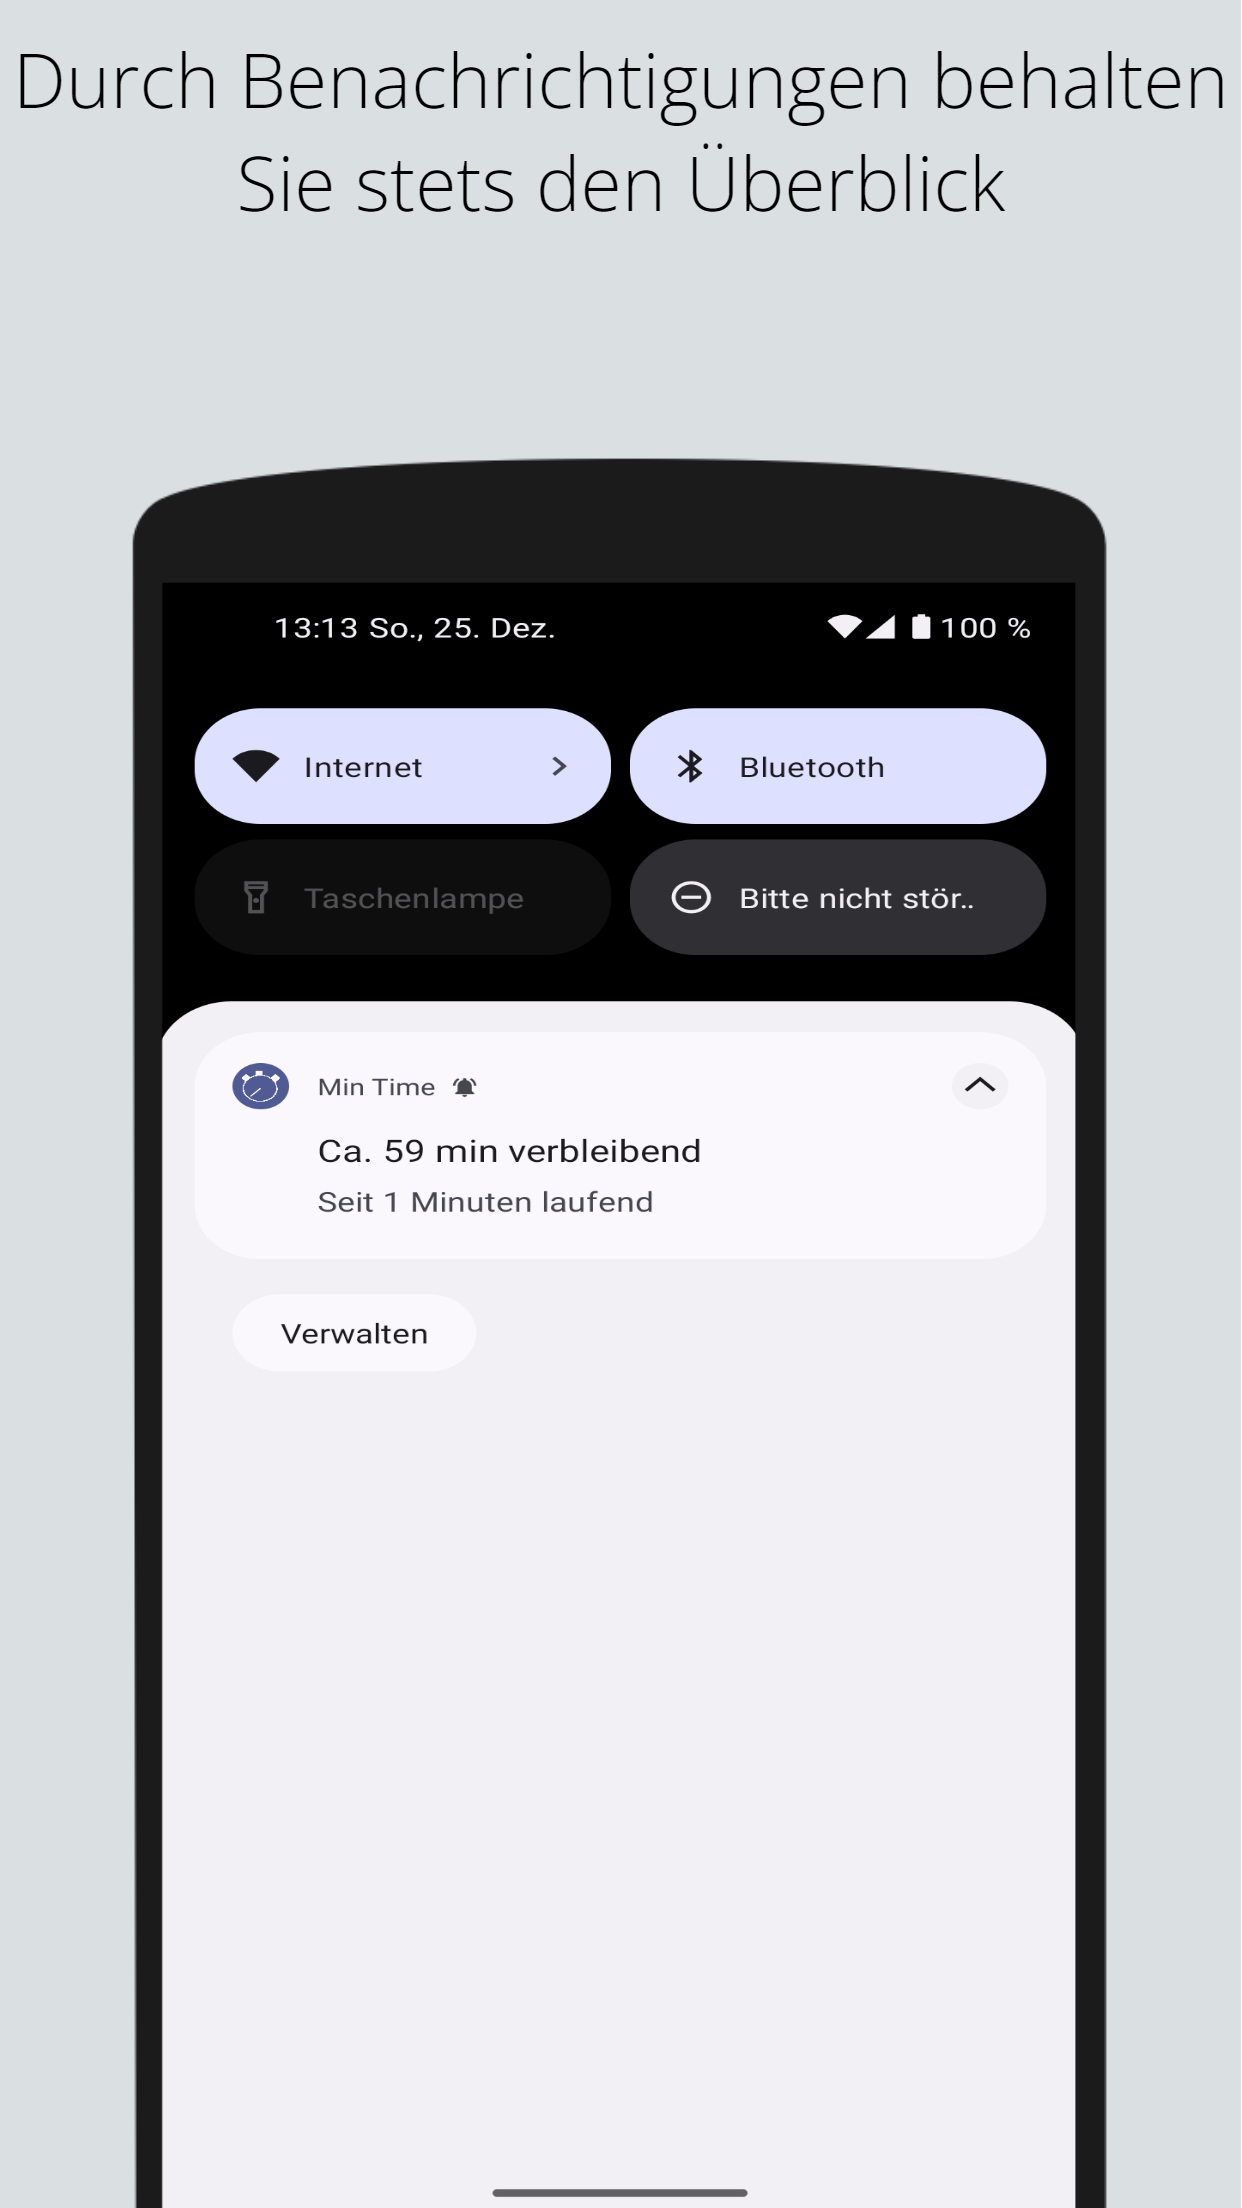 Durch Benachrichtigungen behalten
Sie stets den Überblick
13:13 So., 25. Dez. 100 %
Internet Bluetooth
Taschenlampe Bitte nicht stör..
Min Time
Ca. 59 min verbleibend
Seit 1 Minuten laufend
Verwalten